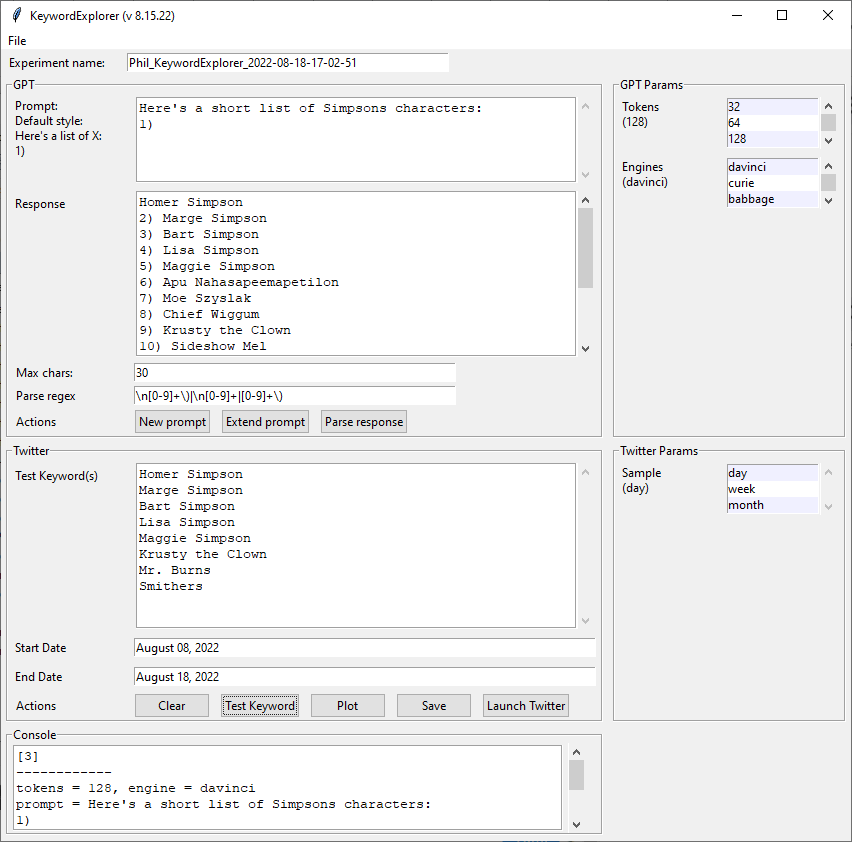 KeywordExplorer (v 8.15.22)
File
Experiment name: Phil_KeywordExplorer_2022-08-18-17-02-51
GPT
Prompt:
Default style:
Here's a list of X:
1)
Here's a short list of Simpsons characters:
1)
Response
Homer Simpson
2) Marge Simpson
3) Bart Simpson
4) Lisa Simpson
5) Maggie Simpson
6) Apu Nahasapeemapetilon
7) Moe Szyslak
8) Chief Wiggum
9) Krusty the Clown
10) Sideshow Mel
Max chars: 30
Parse regex \n[0-9]+\)|\n[0-9]+|[0-9]+\)
Actions New prompt Extend prompt Parse response
GPT Params
Tokens
(128)
32
64
128
Engines
(davinci)
davinci
curie
babbage
Twitter
Test Keyword(s)
Homer Simpson
Marge Simpson
Bart Simpson
Lisa Simpson
Maggie Simpson
Krusty the Clown
Mr. Burns
Smithers
Start Date August 08, 2022
End Date August 18, 2022
Actions Clear Test Keyword Plot Save Launch Twitter
Twitter Params
Sample
(day)
day
week
month
Console
[3]
------------
tokens = 128, engine = davinci
prompt = Here's a short list of Simpsons characters:
1)